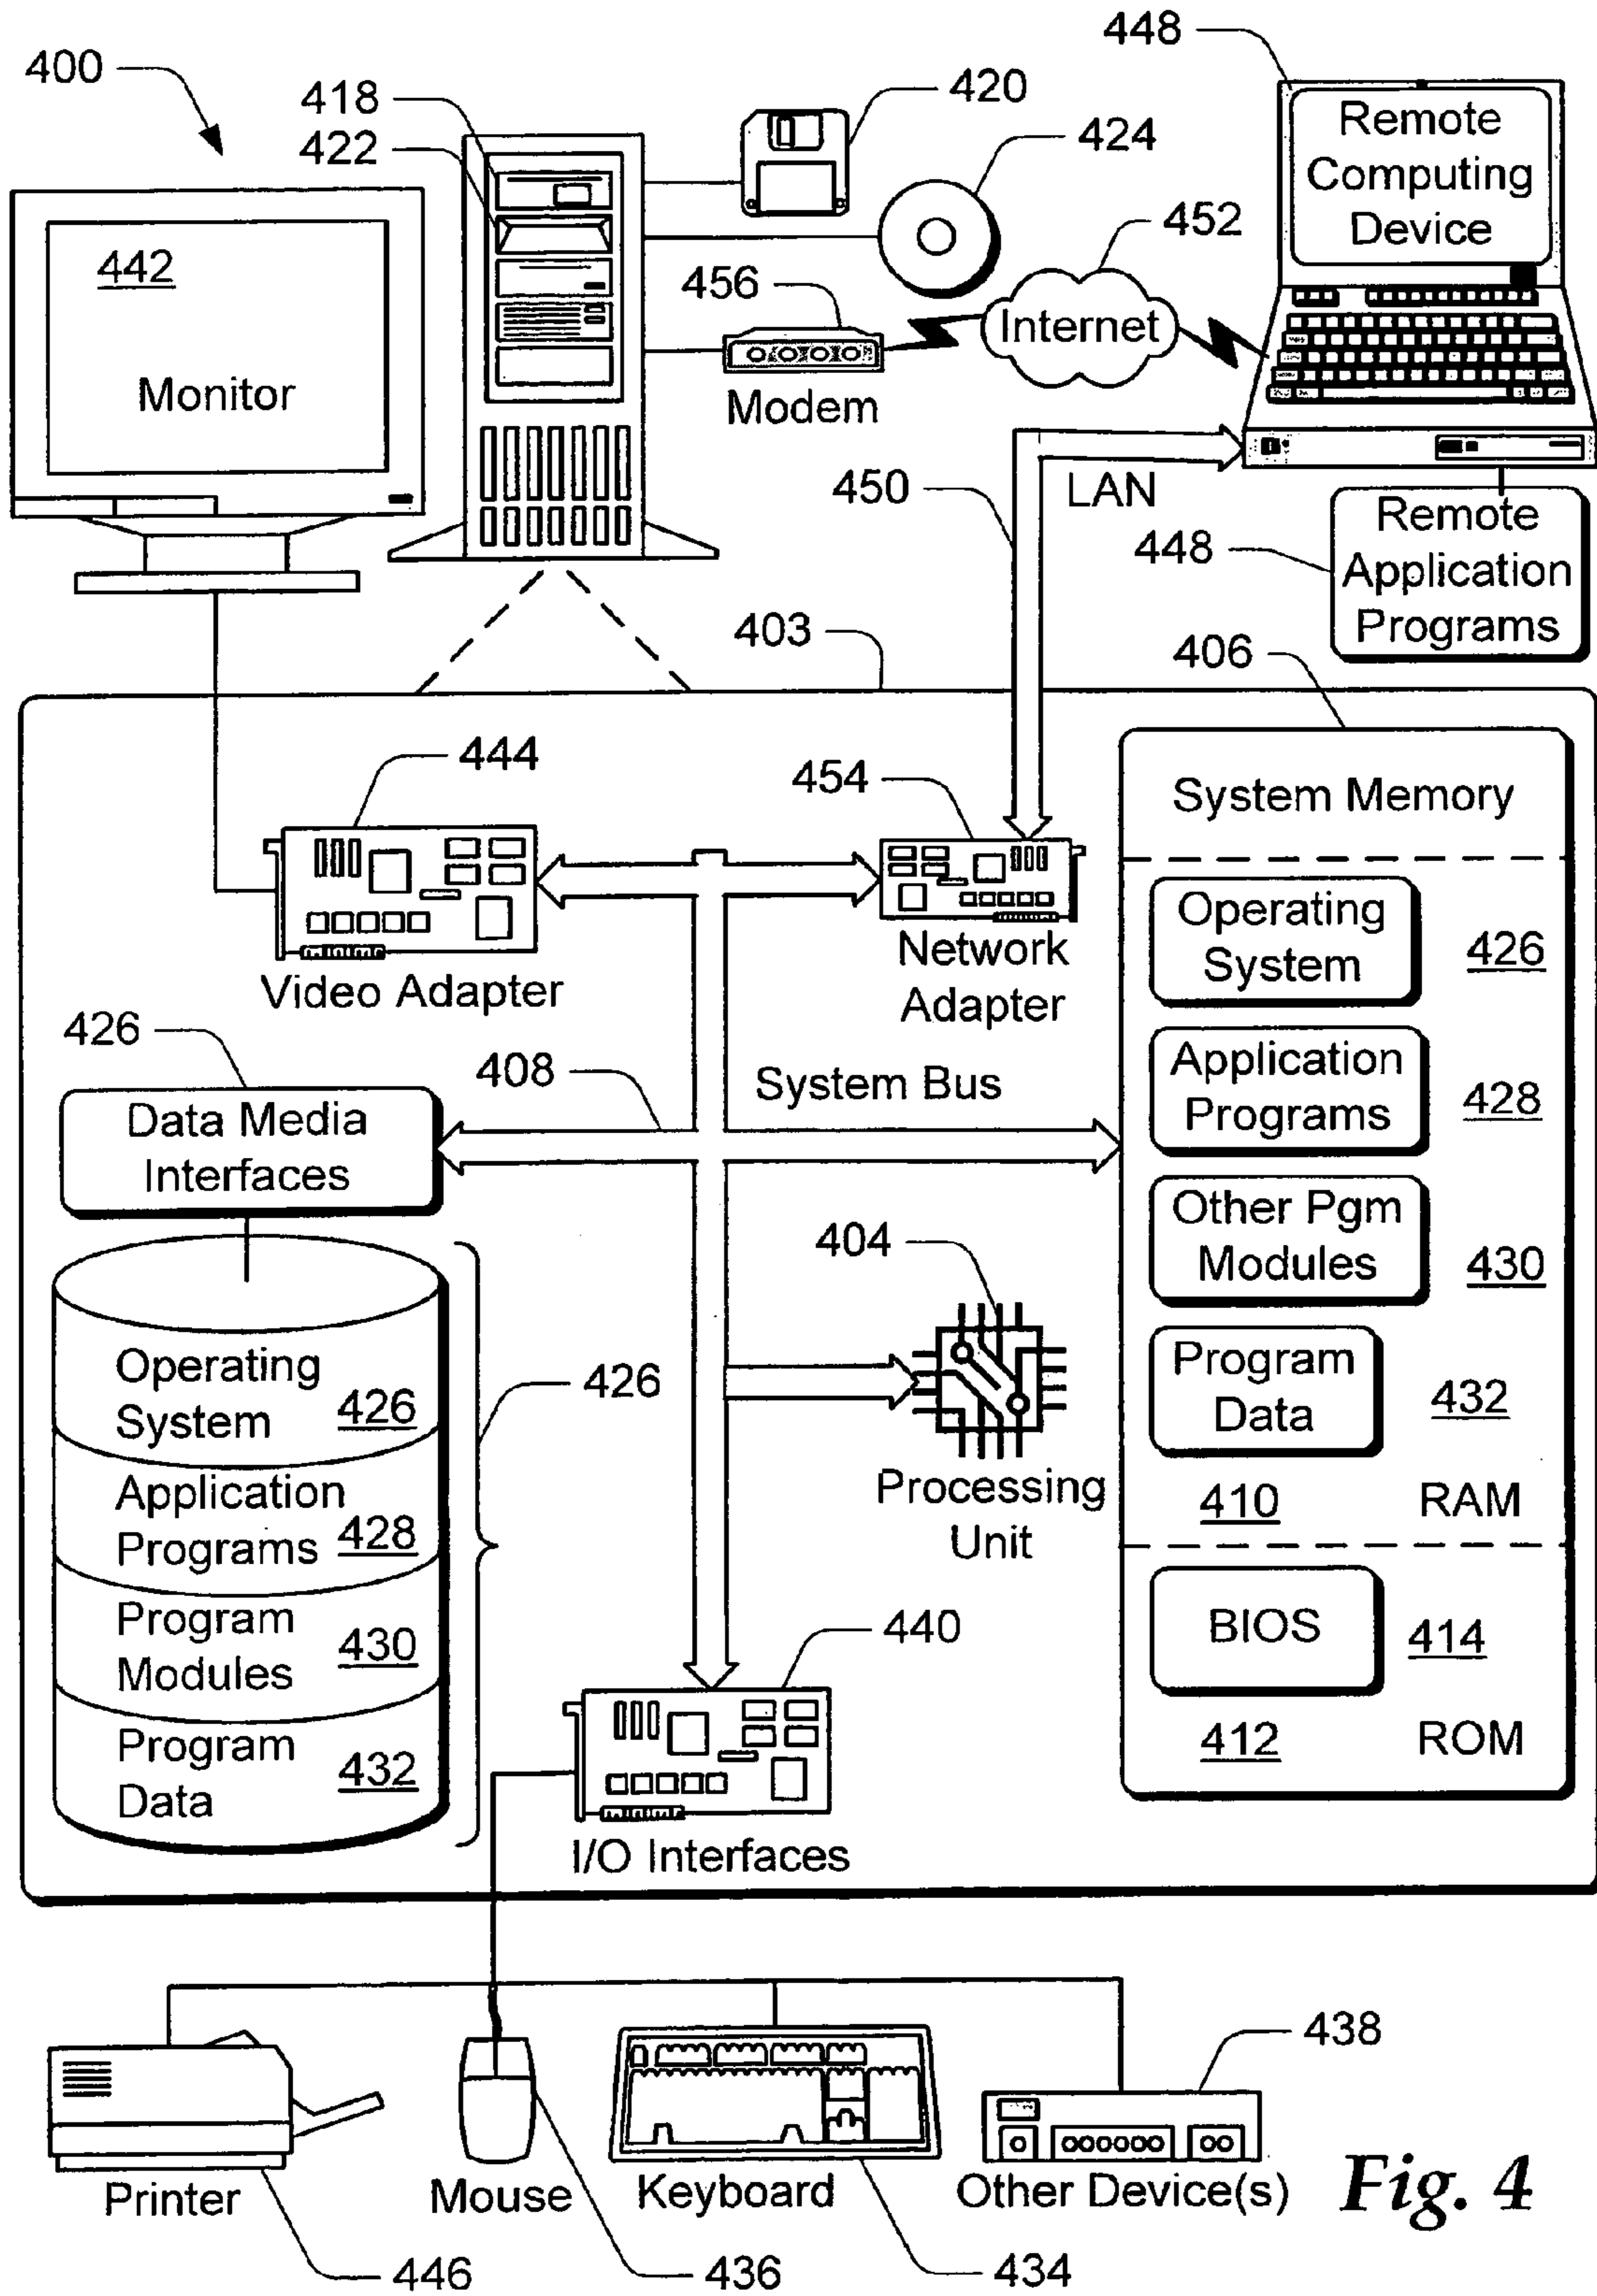 400
418
422
420
424
448
Remote
Computing
Device
442
Monitor
456
Modem
452
Internet
450
LAN
448
Remote
Application
Programs
403
406
444
Video Adapter
454
Network
Adapter
System Memory
Operating
System
426
Application
Programs
428
Other Pgm
Modules
430
Program
Data
432
410
RAM
BIOS
414
412
ROM
426
Data Media
Interfaces
408
System Bus
404
Processing
Unit
Operating
System
426
Application
Programs
428
Program
Modules
430
Program
Data
432
426
440
I/O Interfaces
Printer
446
Mouse
436
Keyboard
434
438
Other Device(s)
Fig. 4